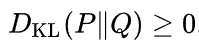 D_KL(P∥Q) ≥ 0.